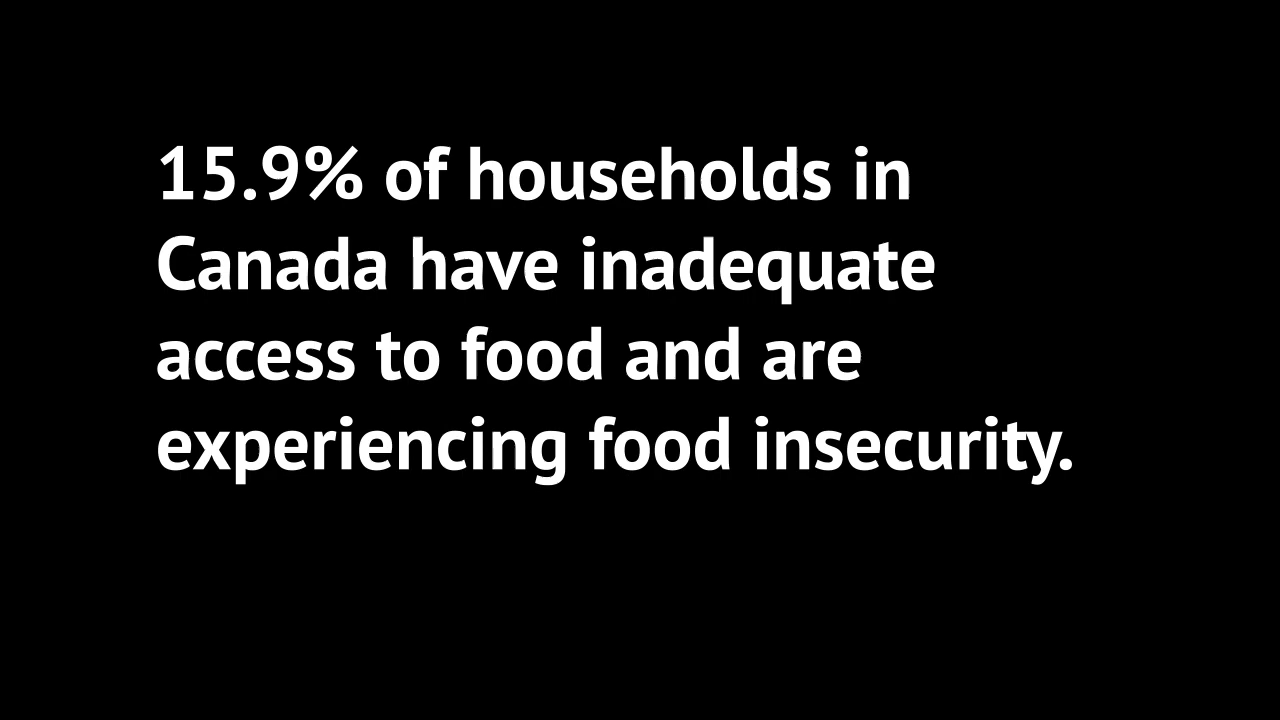 15.9% of households in
Canada have inadequate
access to food and are
experiencing food insecurity.